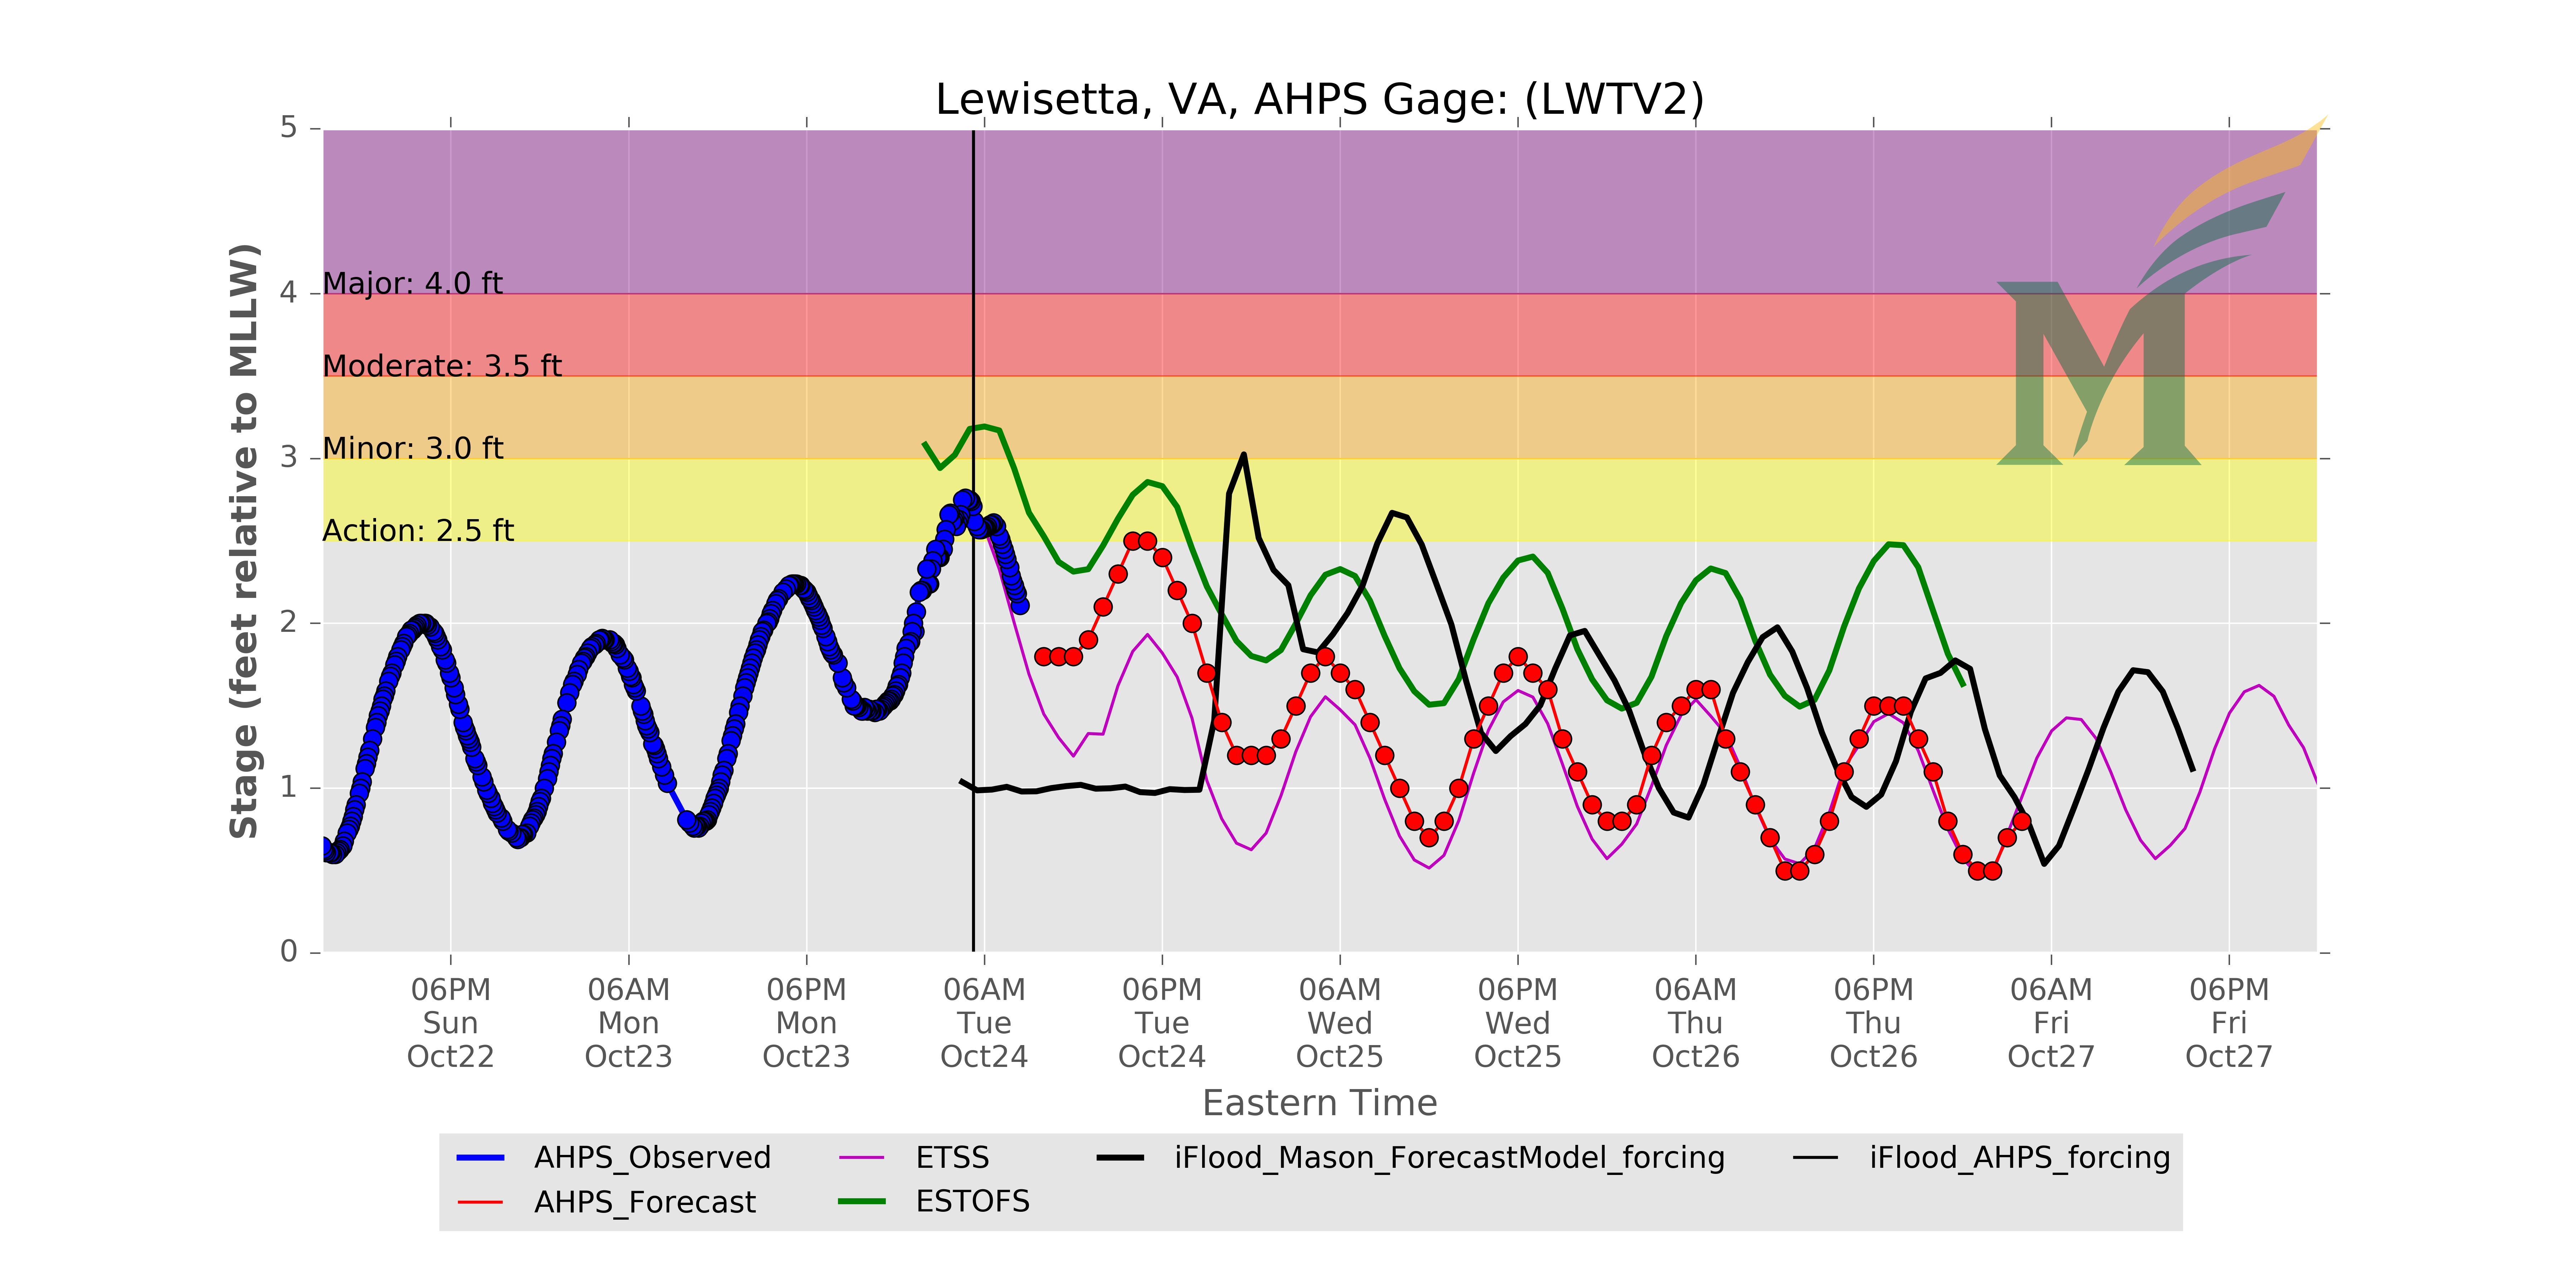 Lewisetta, VA, AHPS Gage: (LWTV2)
Stage (feet relative to MLLW)
5
4
3
2
1
0
Major: 4.0 ft
Moderate: 3.5 ft
Minor: 3.0 ft
Action: 2.5 ft
06PM 06AM 06PM 06AM 06PM 06AM 06PM 06AM 06PM 06AM 06PM
Sun Mon Mon Tue Tue Wed Wed Thu Thu Fri Fri
Oct22 Oct23 Oct23 Oct24 Oct24 Oct25 Oct25 Oct26 Oct26 Oct27 Oct27
Eastern Time
AHPS_Observed ETSS iFlood_Mason_ForecastModel_forcing iFlood_AHPS_forcing
AHPS_Forecast ESTOFS